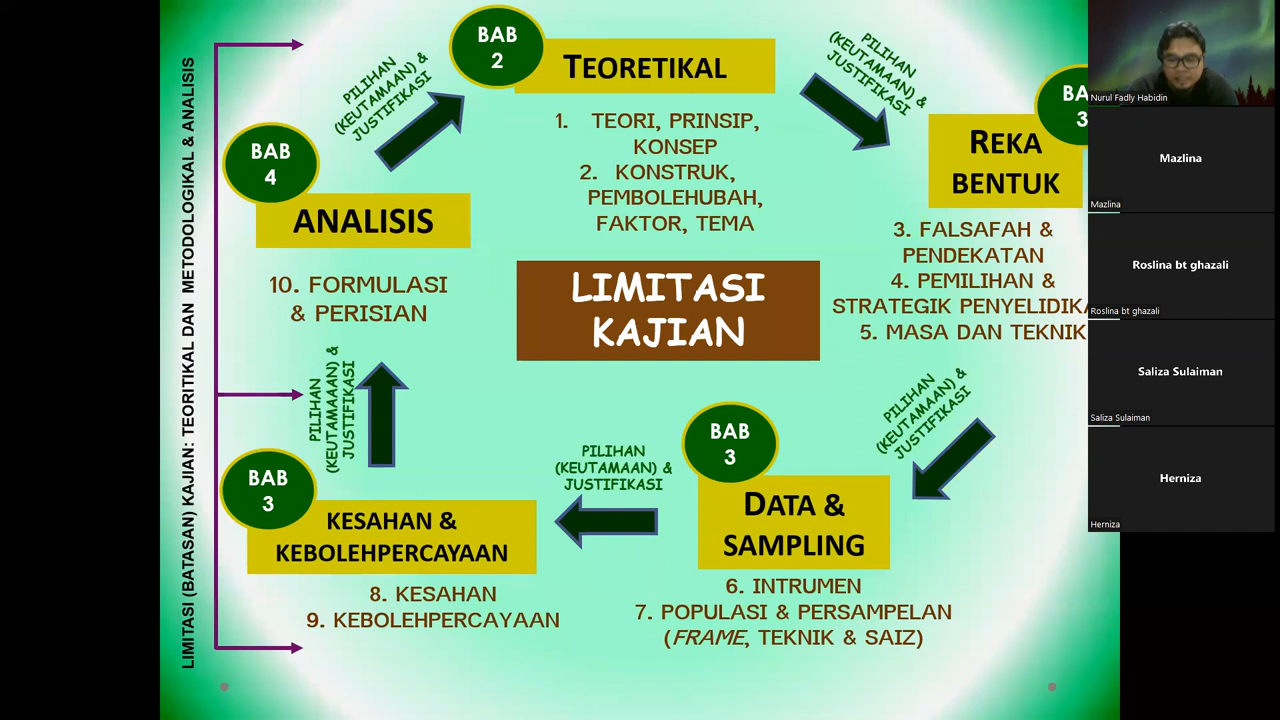 LIMITASI (BATASAN) KAJIAN: TEORITIKAL DAN METODOLOGIKAL & ANALISIS
BAB
2
TEORETIKAL
1. TEORI, PRINSIP,
KONSEP
2. KONSTRUK,
PEMBOLEHUBAH,
FAKTOR, TEMA
PILIHAN
(KEUTAMAAN) &
JUSTIFIKASI
BA
3
REKA
BENTUK
3. FALSAFAH &
PENDEKATAN
4. PEMILIHAN &
STRATEGIK PENYELIDIKA
5. MASA DAN TEKNIK
PILIHAN
(KEUTAMAAN) &
JUSTIFIKASI
BAB
3
DATA &
SAMPLING
6. INTRUMEN
7. POPULASI & PERSAMPELAN
(FRAME, TEKNIK & SAIZ)
PILIHAN
(KEUTAMAAN) &
JUSTIFIKASI
BAB
3
KESAHAN &
KEBOLEHPERCAYAAN
8. KESAHAN
9. KEBOLEHPERCAYAAN
PILIHAN
(KEUTAMAAAN) &
JUSTIFIKASI
BAB
4
ANALISIS
10. FORMULASI
& PERISIAN
PILIHAN
(KEUTAMAAN) &
JUSTIFIKASI
LIMITASI
KAJIAN
Nurul Fadly Habidin
Mazlina
Mazlina
Roslina bt ghazali
Roslina bt ghazali
Saliza Sulaiman
Saliza Sulaiman
Herniza
Herniza